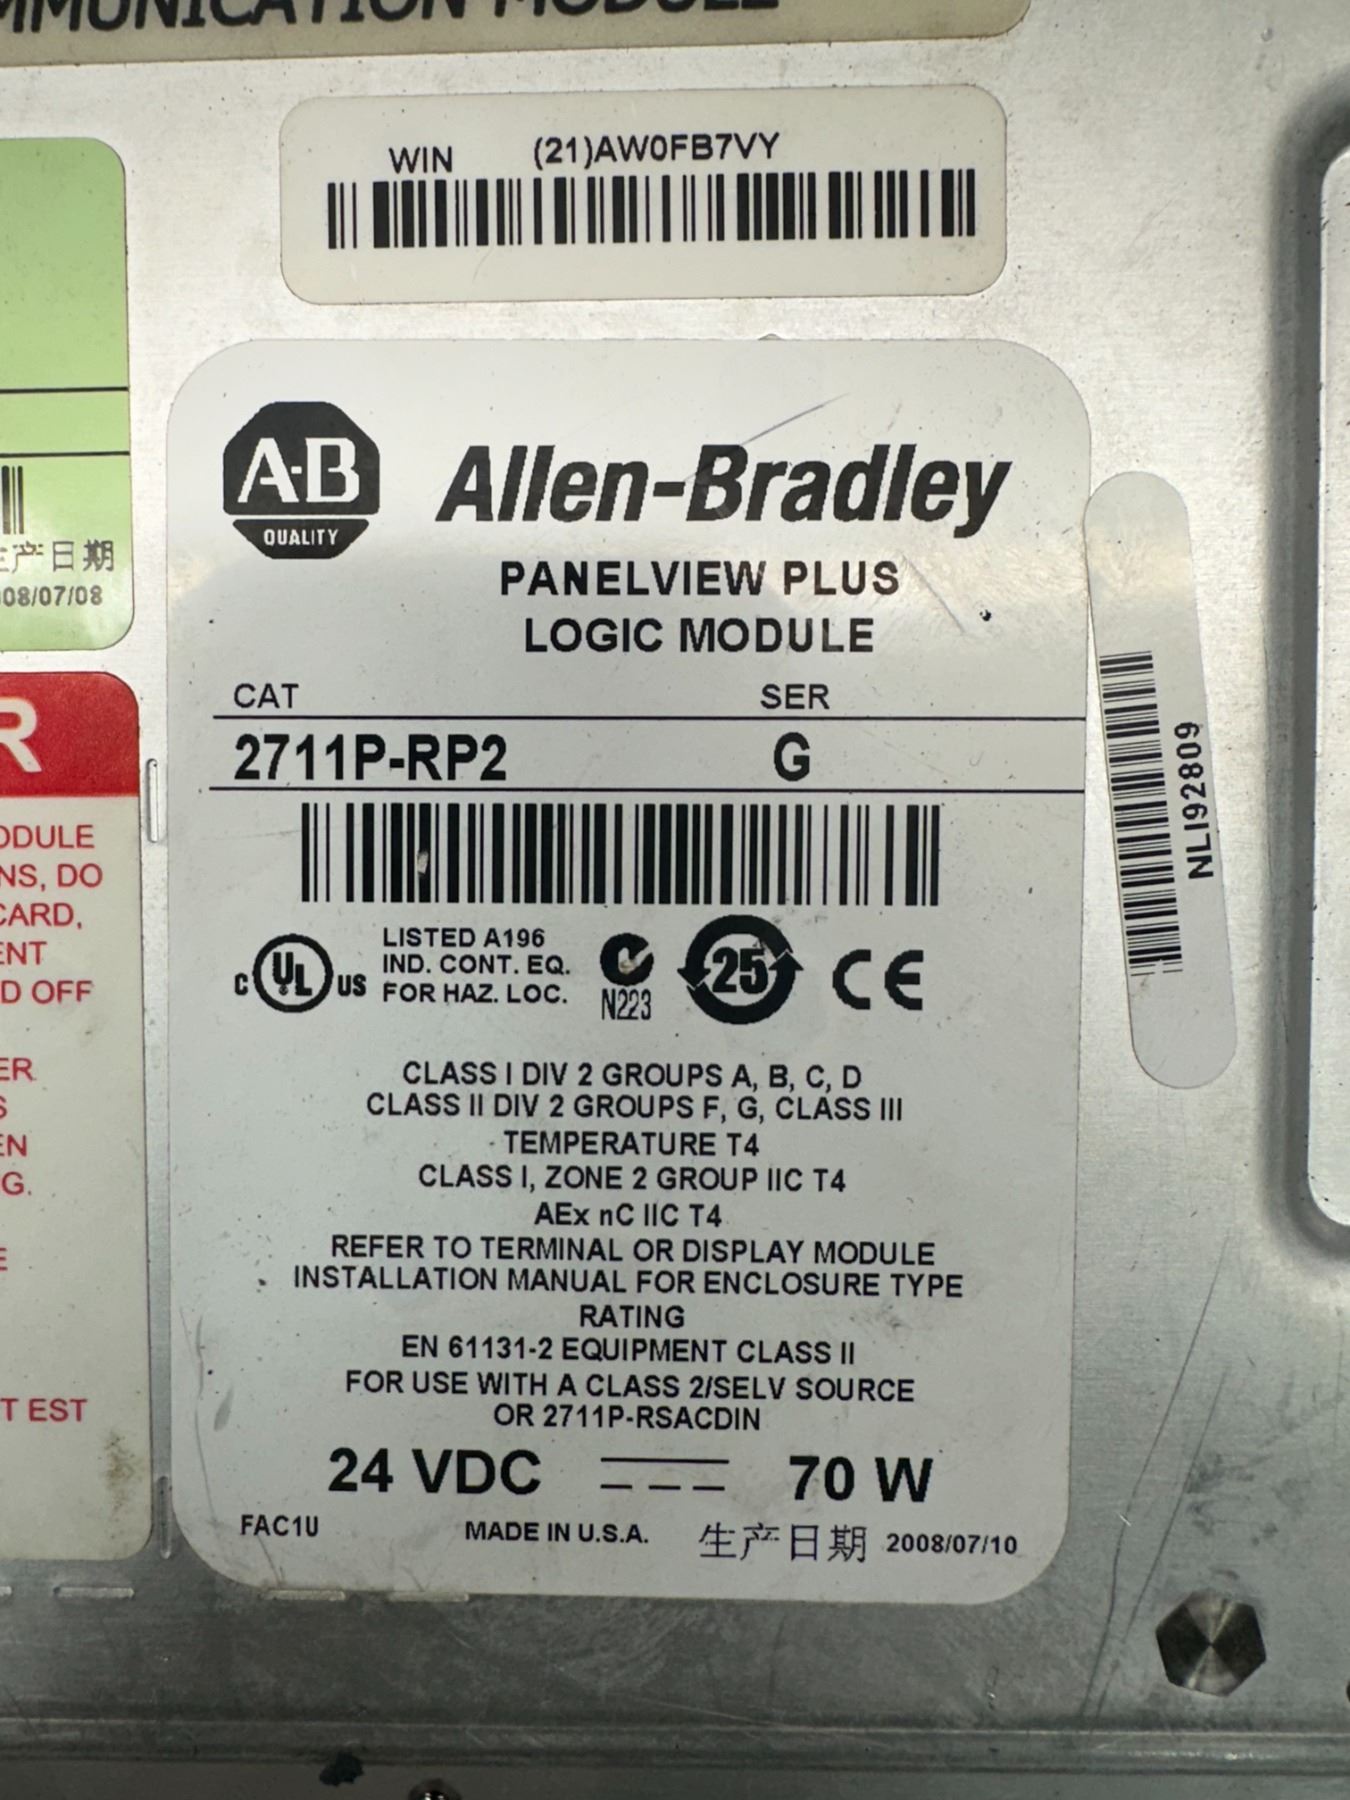 MMUNICATION MODULE
WIN (21)AW0FB7VY
A-B
QUALITY
Allen-Bradley
PANELVIEW PLUS
LOGIC MODULE
CAT SER
2711P-RP2 G
C UL US
LISTED A196
IND. CONT. EQ.
FOR HAZ. LOC.
N223
25
CE
CLASS I DIV 2 GROUPS A, B, C, D
CLASS II DIV 2 GROUPS F, G, CLASS III
TEMPERATURE T4
CLASS I, ZONE 2 GROUP IIC T4
AEx nC IIC T4
REFER TO TERMINAL OR DISPLAY MODULE
INSTALLATION MANUAL FOR ENCLOSURE TYPE
RATING
EN 61131-2 EQUIPMENT CLASS II
FOR USE WITH A CLASS 2/SELV SOURCE
OR 2711P-RSACDIN
24 VDC 70 W
FAC1U MADE IN U.S.A. 生产日期 2008/07/10
NLI92809
产日期
08/07/08
R
ODULE
NS, DO
CARD,
ENT
D OFF
ER
S
EN
G.
E
T EST